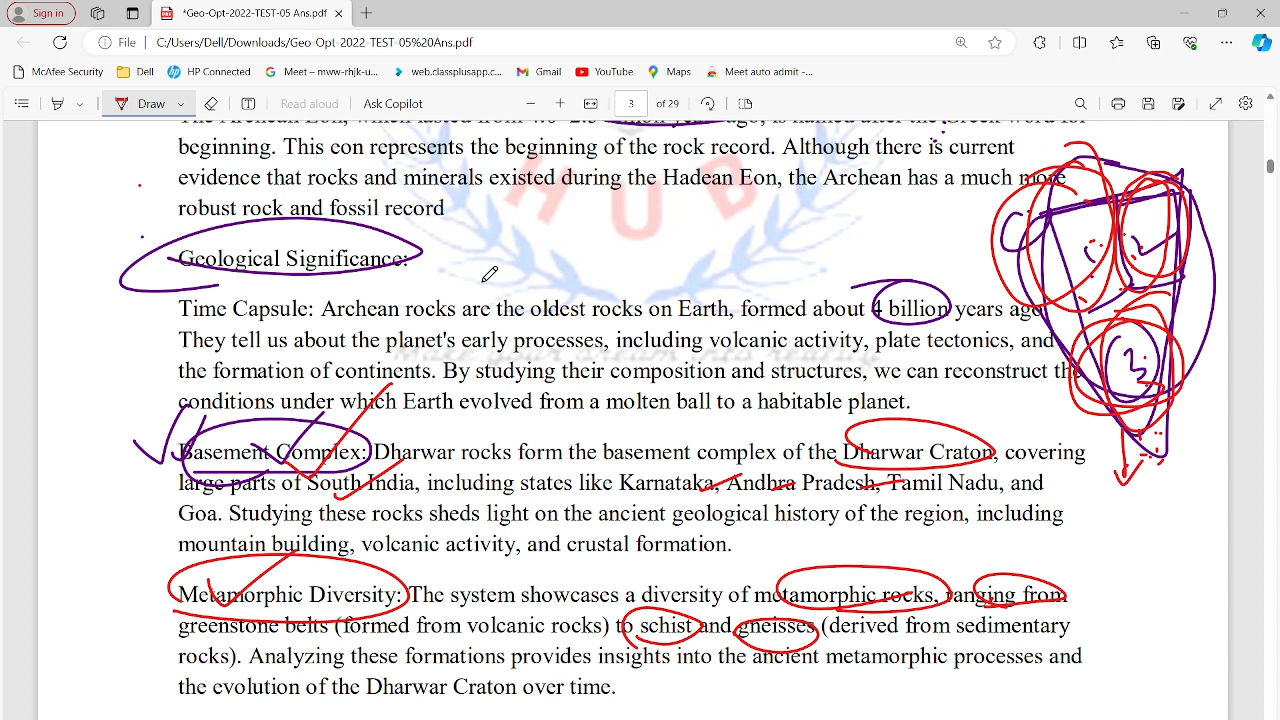 Sign in
*Geo-Opt-2022-TEST-05 Ans.pdf
File
C:/Users/Dell/Downloads/Geo-Opt-2022-TEST-05%20Ans.pdf
McAfee Security
Dell
HP Connected
Meet – mww-rhjk-u...
web.classplusapp.c...
Gmail
YouTube
Maps
Meet auto admit -...
Draw
Read aloud
Ask Copilot
3
of 29
HUB
beginning. This eon represents the beginning of the rock record. Although there is current
evidence that rocks and minerals existed during the Hadean Eon, the Archean has a much more
robust rock and fossil record
Geological Significance:
Time Capsule: Archean rocks are the oldest rocks on Earth, formed about 4 billion years ago.
They tell us about the planet's early processes, including volcanic activity, plate tectonics, and
the formation of continents. By studying their composition and structures, we can reconstruct the
conditions under which Earth evolved from a molten ball to a habitable planet.
Basement Complex: Dharwar rocks form the basement complex of the Dharwar Craton, covering
large parts of South India, including states like Karnataka, Andhra Pradesh, Tamil Nadu, and
Goa. Studying these rocks sheds light on the ancient geological history of the region, including
mountain building, volcanic activity, and crustal formation.
Metamorphic Diversity: The system showcases a diversity of metamorphic rocks, ranging from
greenstone belts (formed from volcanic rocks) to schist and gneisses (derived from sedimentary
rocks). Analyzing these formations provides insights into the ancient metamorphic processes and
the evolution of the Dharwar Craton over time.
3